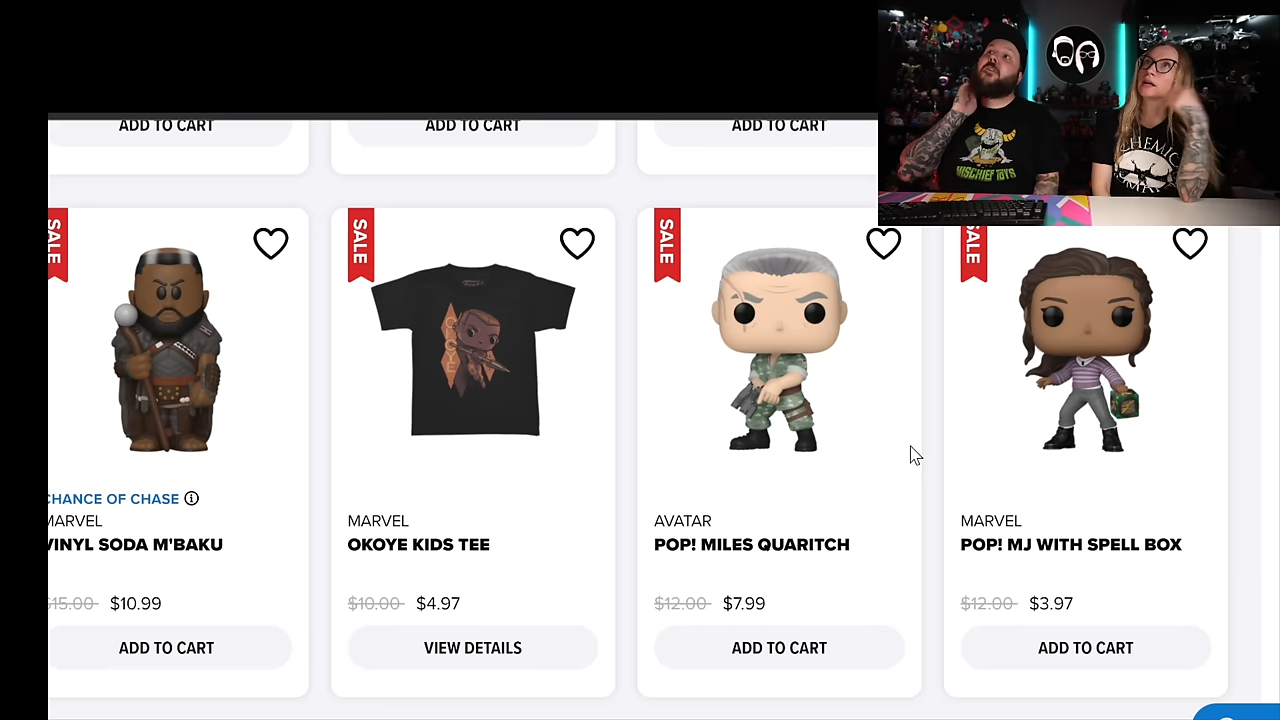 ADD TO CART
ADD TO CART
ADD TO CART
MISCHIEF TOYS
SALE
SALE
SALE
SALE
OKOYE
CHANCE OF CHASE
MARVEL
VINYL SODA M'BAKU
$15.00 $10.99
ADD TO CART
MARVEL
OKOYE KIDS TEE
$10.00 $4.97
VIEW DETAILS
AVATAR
POP! MILES QUARITCH
$12.00 $7.99
ADD TO CART
MARVEL
POP! MJ WITH SPELL BOX
$12.00 $3.97
ADD TO CART